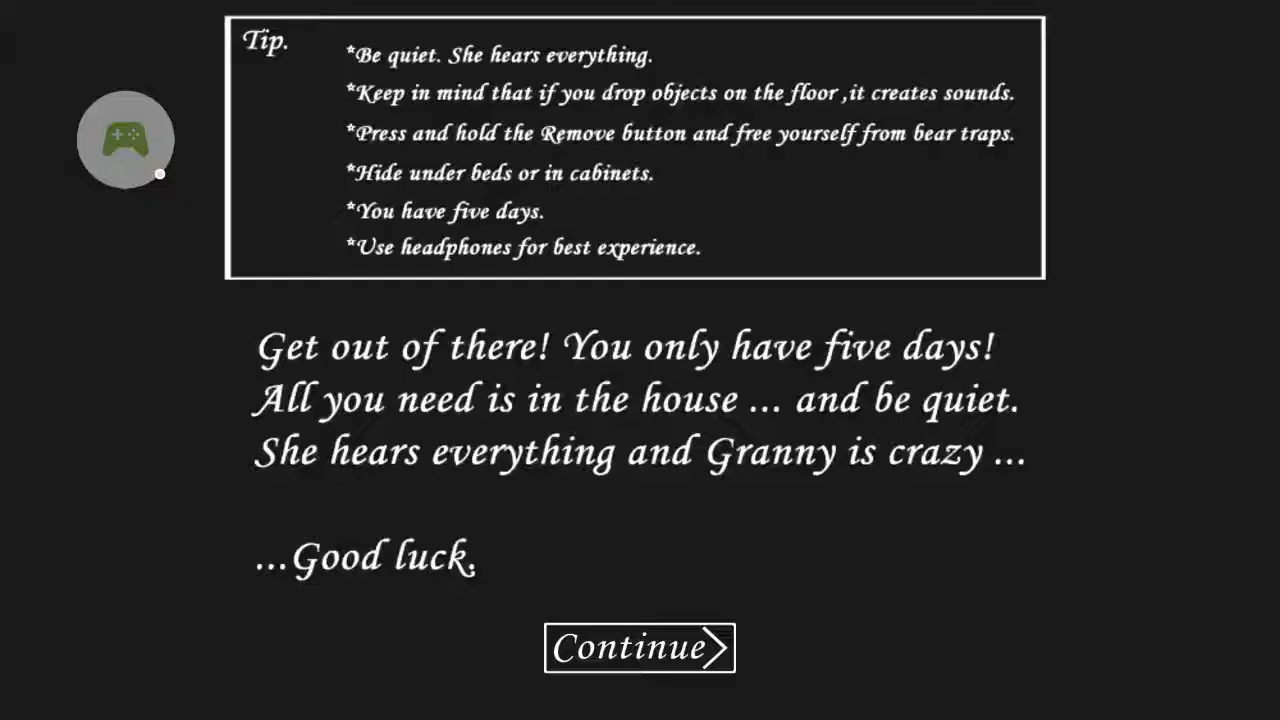 Tip.
*Be quiet. She hears everything.
*Keep in mind that if you drop objects on the floor ,it creates sounds.
*Press and hold the Remove button and free yourself from bear traps.
*Hide under beds or in cabinets.
*You have five days.
*Use headphones for best experience.
Get out of there! You only have five days!
All you need is in the house ... and be quiet.
She hears everything and Granny is crazy ...
...Good luck.
Continue